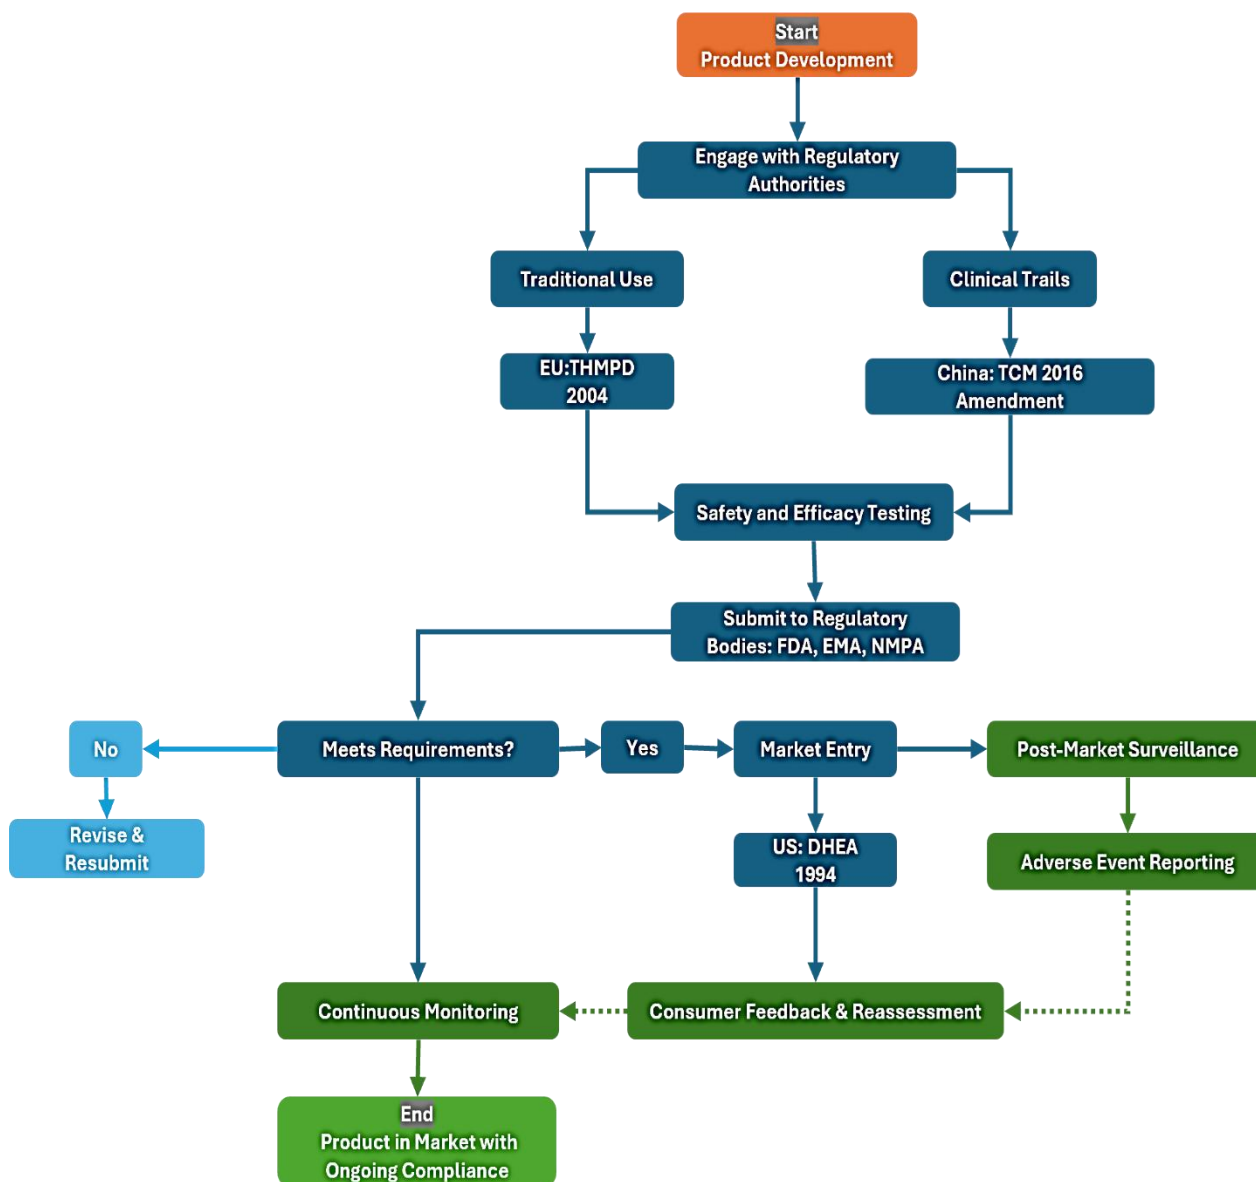 Start
Product Development
Engage with Regulatory
Authorities
Traditional Use
Clinical Trails
EU:THMPD
2004
China: TCM 2016
Amendment
Safety and Efficacy Testing
Submit to Regulatory
Bodies: FDA, EMA, NMPA
No
Meets Requirements?
Yes
Market Entry
Post-Market Surveillance
Revise &
Resubmit
US: DHEA
1994
Adverse Event Reporting
Continuous Monitoring
Consumer Feedback & Reassessment
End
Product in Market with
Ongoing Compliance